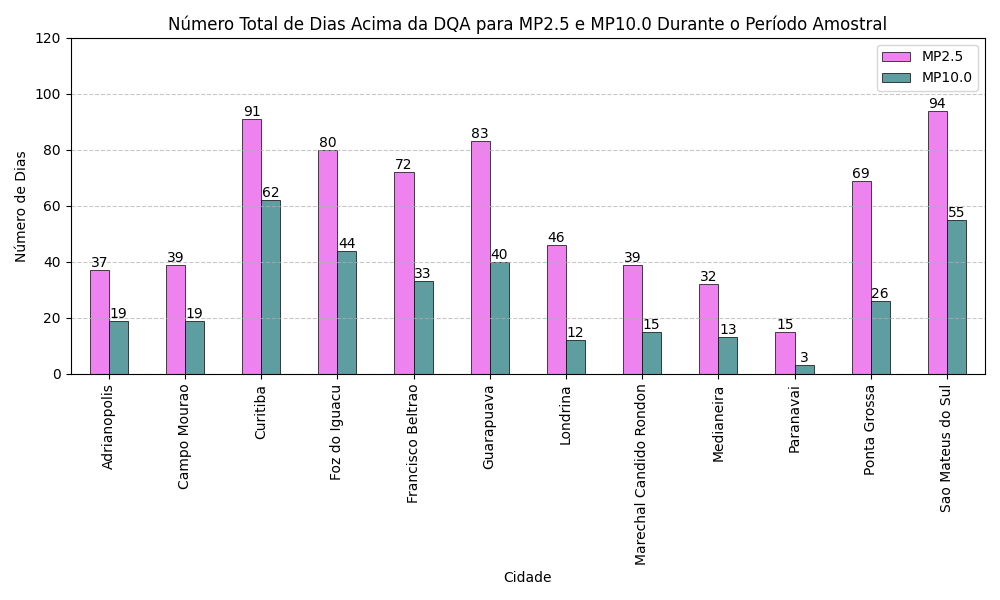 Número Total de Dias Acima da DQA para MP2.5 e MP10.0 Durante o Período Amostral
MP2.5
MP10.0
Número de Dias
120
100
80
60
40
20
0
37
19
39
19
91
62
80
44
72
33
83
40
46
12
39
15
32
13
15
3
69
26
94
55
Adrianopolis
Campo Mourao
Curitiba
Foz do Iguacu
Francisco Beltrao
Guarapuava
Londrina
Marechal Candido Rondon
Medianeira
Paranavai
Ponta Grossa
Sao Mateus do Sul
Cidade